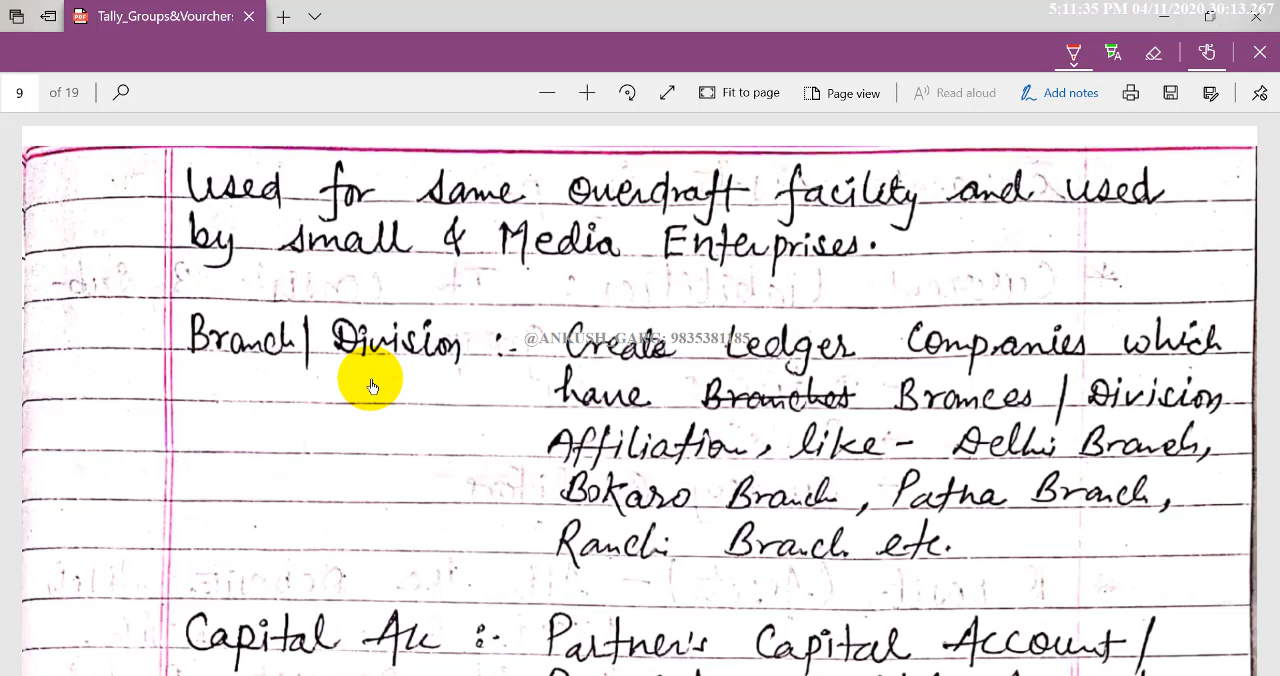 Tally_Groups&Vourchers
5:11:35 PM 04/11/2020 30:13.267
9 of 19
Fit to page
Page view
Read aloud
Add notes
Used for same overdraft facility and used
by small & Media Enterprises.
Branch/ Division :- Create Ledger Companies which
@ANKUSH_GARG: 9835381185
have Branches Brances / Division
Affiliation, like - Delhi Branch,
Bokaro Branch, Patna Branch,
Ranchi Branch etc.
Capital A/c :- Partner's Capital Account/